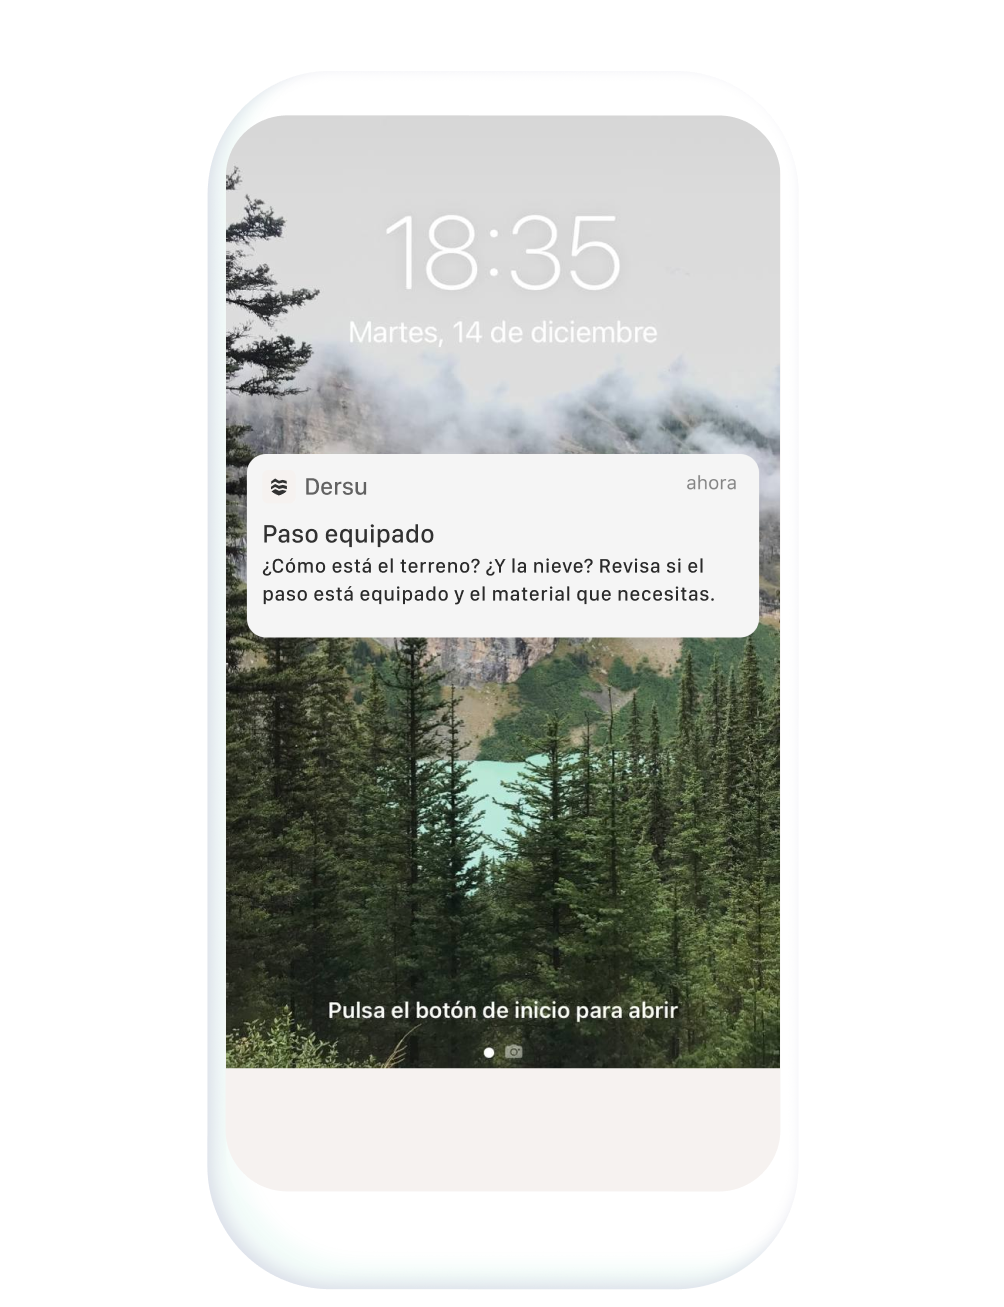 18:35
Martes, 14 de diciembre
Dersu
ahora
Paso equipado
¿Cómo está el terreno? ¿Y la nieve? Revisa si el
paso está equipado y el material que necesitas.
Pulsa el botón de inicio para abrir